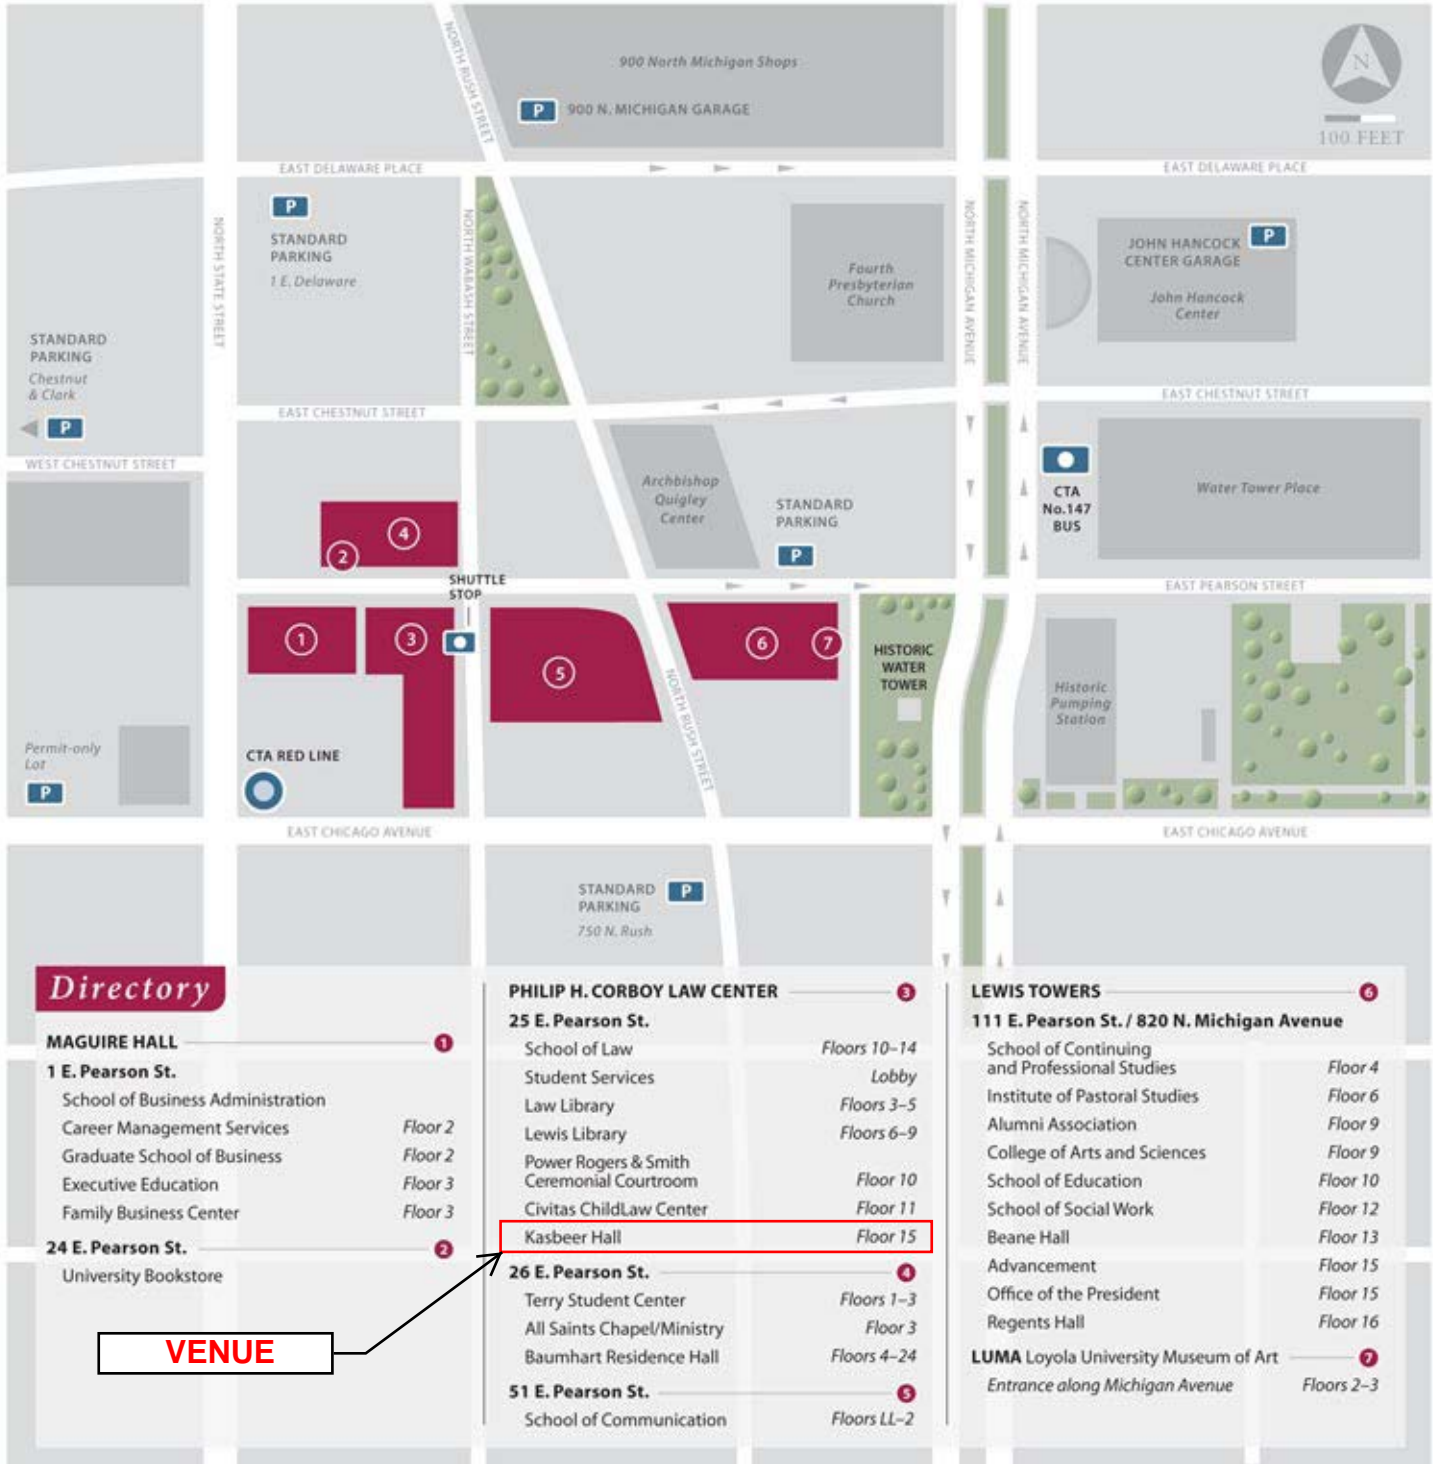 NORTH RUSH STREET
900 North Michigan Shops
P
900 N. MICHIGAN GARAGE
N
100 FEET
EAST DELAWARE PLACE
EAST DELAWARE PLACE
P
STANDARD
PARKING
1 E. Delaware
NORTH STATE STREET
NORTH WABASH STREET
Fourth
Presbyterian
Church
NORTH MICHIGAN AVENUE
NORTH MICHIGAN AVENUE
JOHN HANCOCK
CENTER GARAGE
P
John Hancock
Center
STANDARD
PARKING
Chestnut
& Clark
P
EAST CHESTNUT STREET
EAST CHESTNUT STREET
WEST CHESTNUT STREET
Archbishop
Quigley
Center
STANDARD
PARKING
P
CTA
No.147
BUS
Water Tower Place
4
2
SHUTTLE
STOP
EAST PEARSON STREET
1
3
5
6
7
HISTORIC
WATER
TOWER
NORTH RUSH STREET
Historic
Pumping
Station
Permit-only
Lot
P
CTA RED LINE
EAST CHICAGO AVENUE
EAST CHICAGO AVENUE
STANDARD
PARKING
P
750 N. Rush
Directory
MAGUIRE HALL 1
1 E. Pearson St.
School of Business Administration
Career Management Services Floor 2
Graduate School of Business Floor 2
Executive Education Floor 3
Family Business Center Floor 3
24 E. Pearson St. 2
University Bookstore
VENUE
PHILIP H. CORBOY LAW CENTER 3
25 E. Pearson St.
School of Law Floors 10–14
Student Services Lobby
Law Library Floors 3–5
Lewis Library Floors 6–9
Power Rogers & Smith
Ceremonial Courtroom Floor 10
Civitas ChildLaw Center Floor 11
Kasbeer Hall Floor 15
26 E. Pearson St. 4
Terry Student Center Floors 1–3
All Saints Chapel/Ministry Floor 3
Baumhart Residence Hall Floors 4–24
51 E. Pearson St. 5
School of Communication Floors LL–2
LEWIS TOWERS 6
111 E. Pearson St. / 820 N. Michigan Avenue
School of Continuing
and Professional Studies Floor 4
Institute of Pastoral Studies Floor 6
Alumni Association Floor 9
College of Arts and Sciences Floor 9
School of Education Floor 10
School of Social Work Floor 12
Beane Hall Floor 13
Advancement Floor 15
Office of the President Floor 15
Regents Hall Floor 16
LUMA Loyola University Museum of Art 7
Entrance along Michigan Avenue Floors 2–3